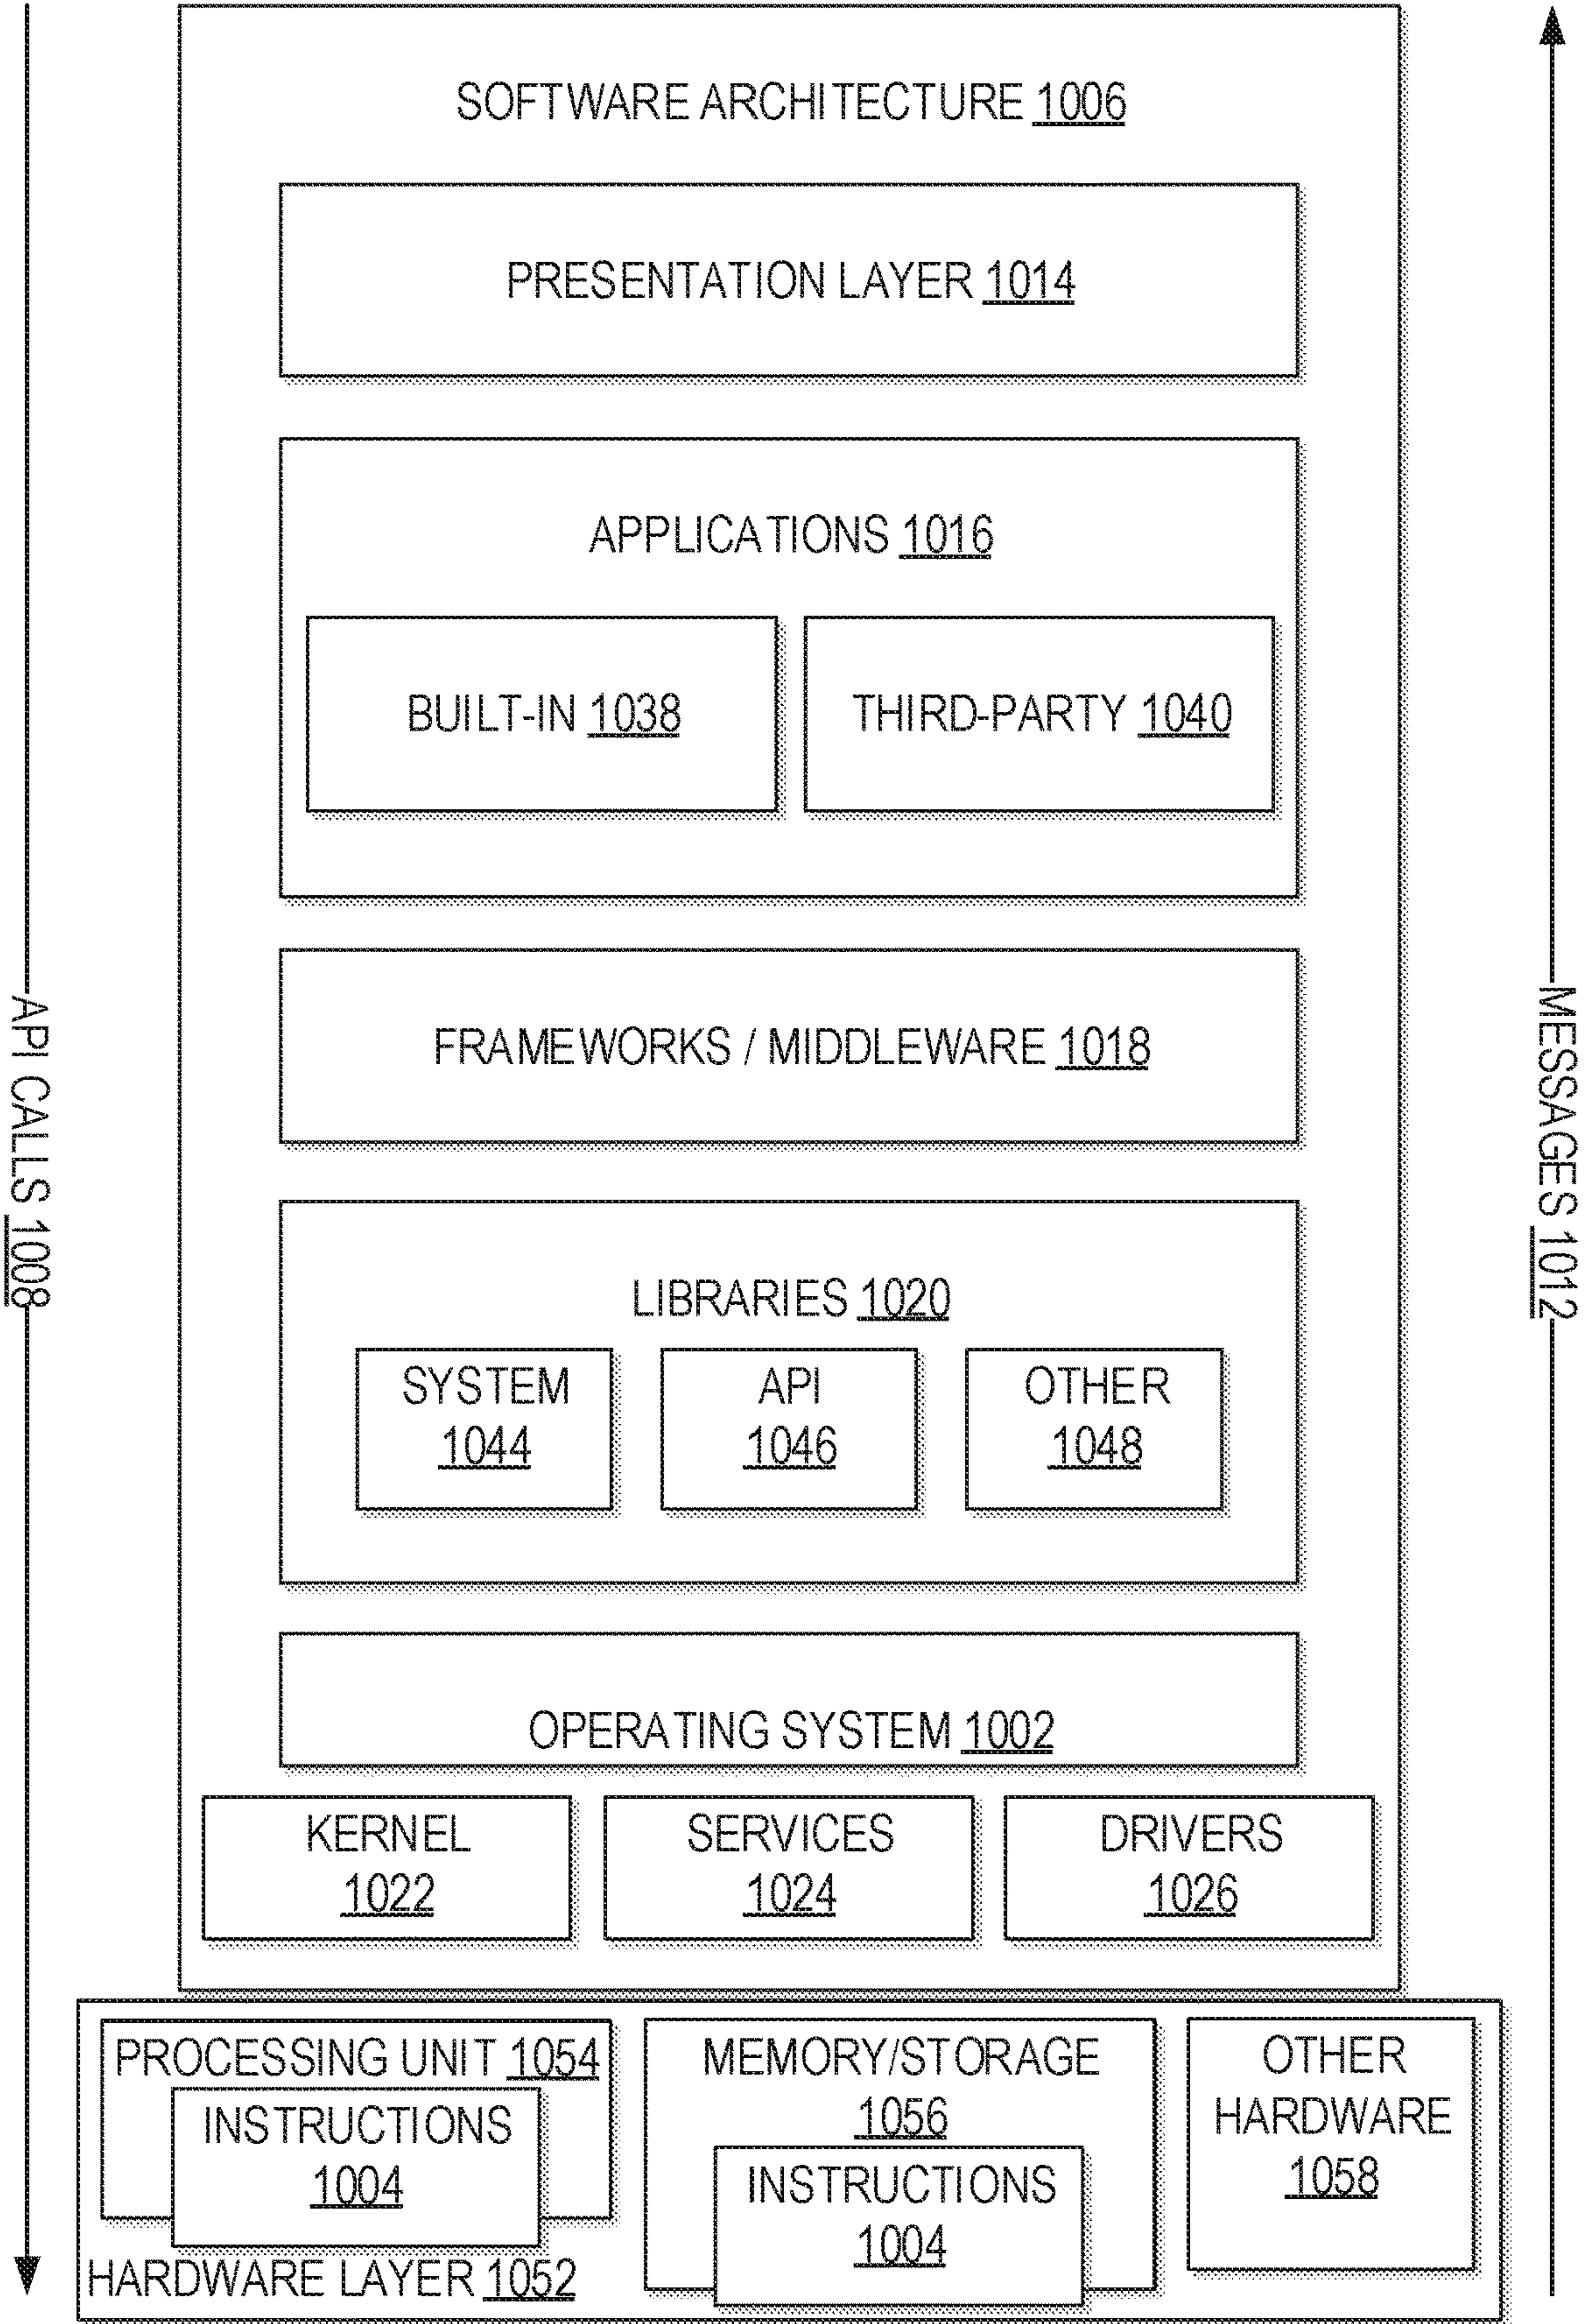 SOFTWARE ARCHITECTURE 1006
PRESENTATION LAYER 1014
APPLICATIONS 1016
BUILT-IN 1038
THIRD-PARTY 1040
FRAMEWORKS / MIDDLEWARE 1018
LIBRARIES 1020
SYSTEM
1044
API
1046
OTHER
1048
OPERATING SYSTEM 1002
KERNEL
1022
SERVICES
1024
DRIVERS
1026
PROCESSING UNIT 1054
INSTRUCTIONS
1004
MEMORY/STORAGE
1056
INSTRUCTIONS
1004
OTHER
HARDWARE
1058
HARDWARE LAYER 1052
API CALLS 1008
MESSAGES 1012